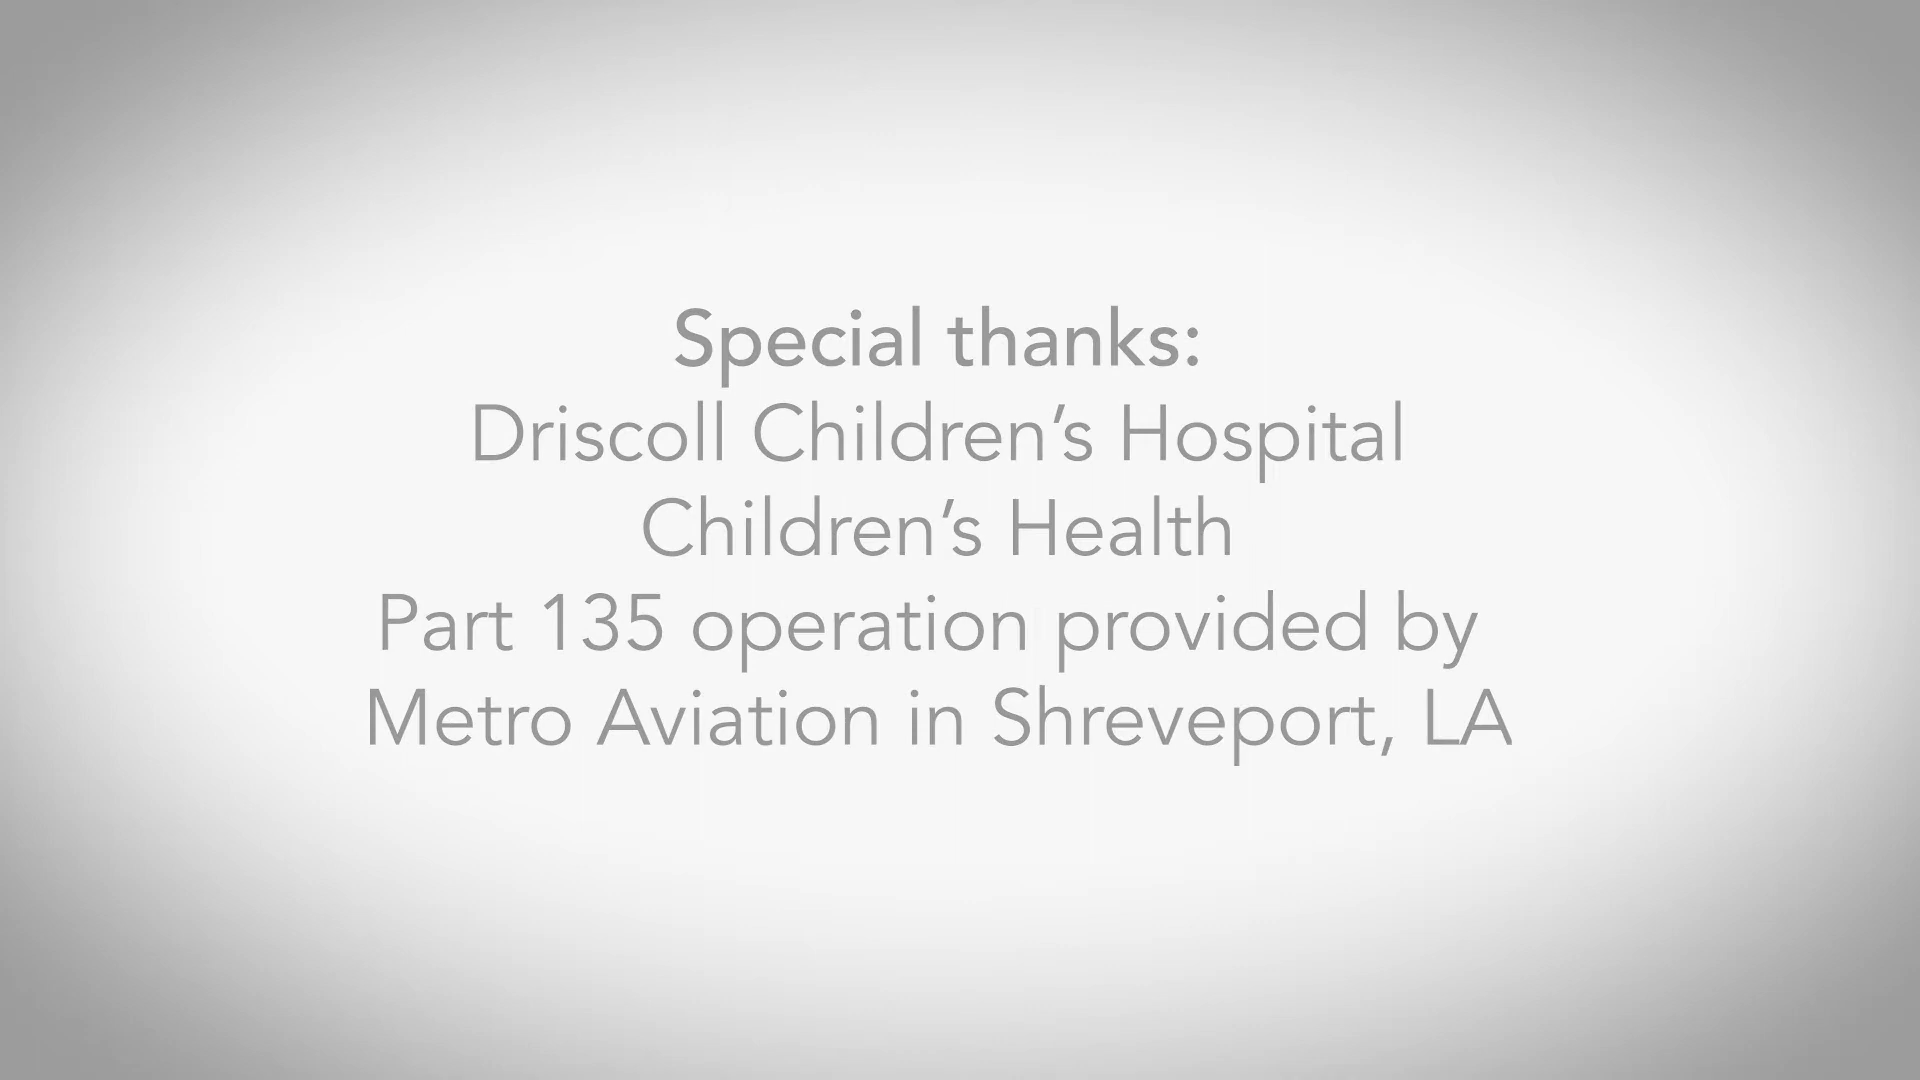 Special thanks:
Driscoll Children’s Hospital
Children’s Health
Part 135 operation provided by
Metro Aviation in Shreveport, LA